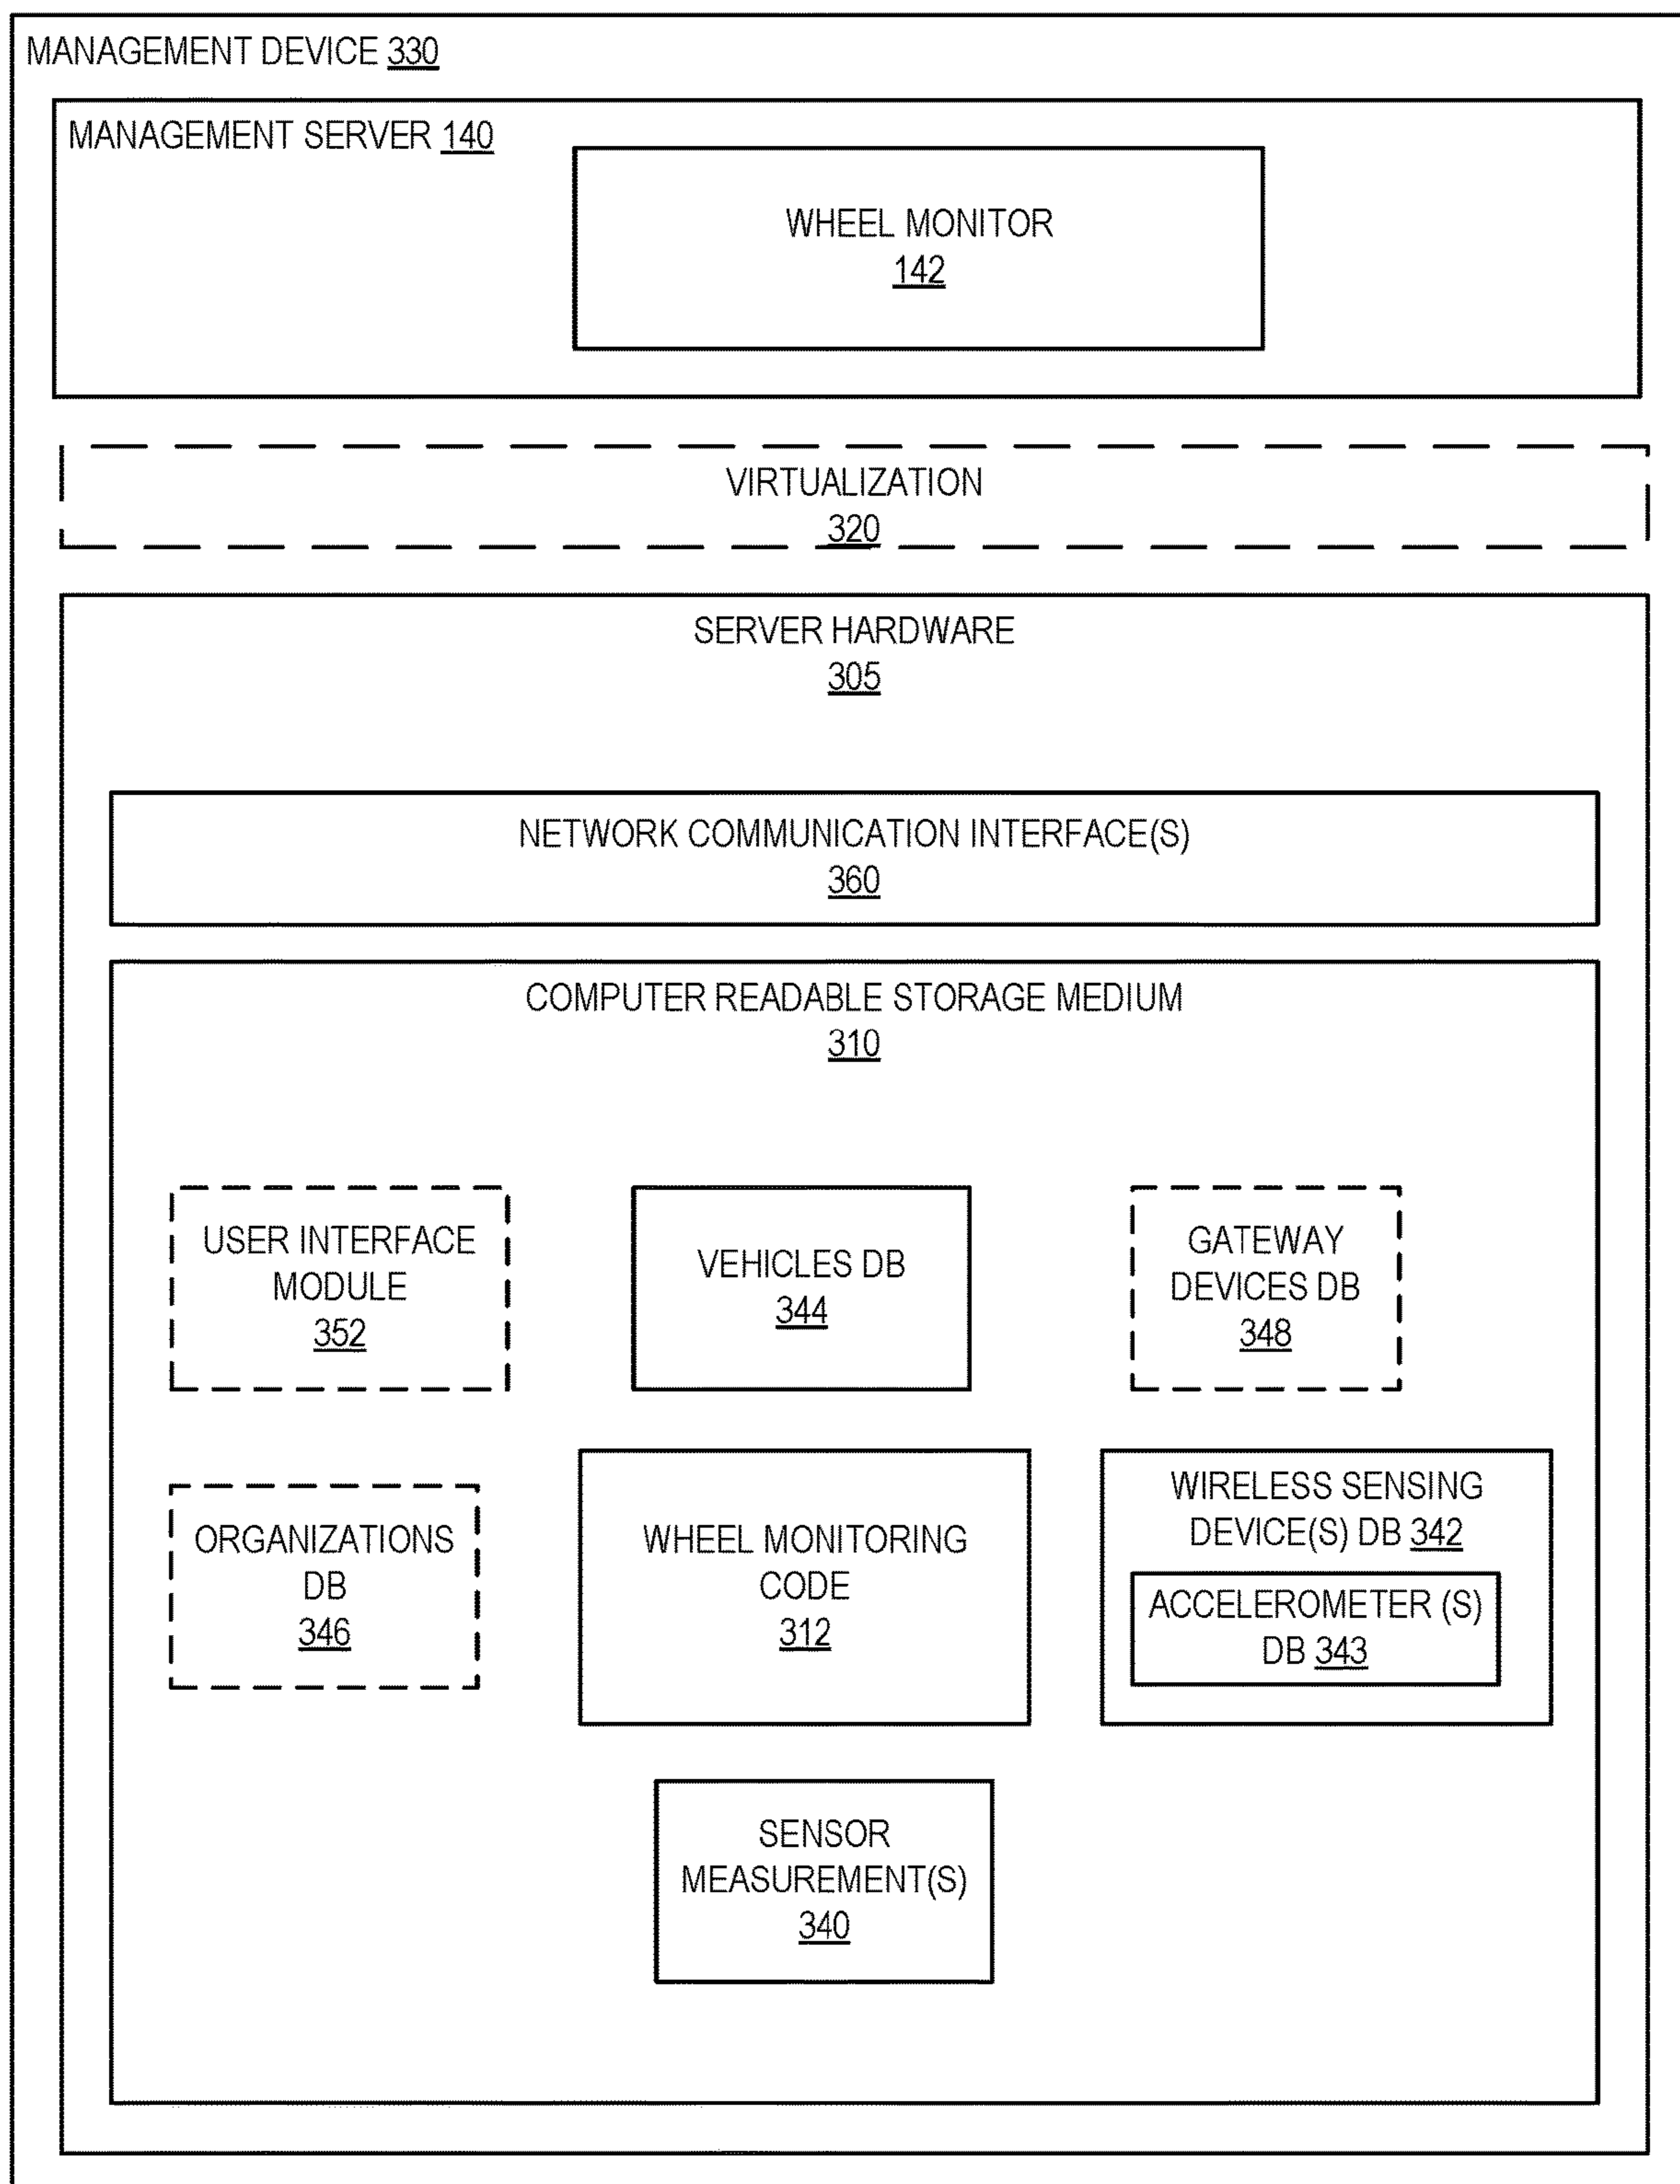 MANAGEMENT DEVICE 330
MANAGEMENT SERVER 140
WHEEL MONITOR
142
VIRTUALIZATION
320
SERVER HARDWARE
305
NETWORK COMMUNICATION INTERFACE(S)
360
COMPUTER READABLE STORAGE MEDIUM
310
USER INTERFACE
MODULE
352
VEHICLES DB
344
GATEWAY
DEVICES DB
348
ORGANIZATIONS
DB
346
WHEEL MONITORING
CODE
312
WIRELESS SENSING
DEVICE(S) DB 342
ACCELEROMETER (S)
DB 343
SENSOR
MEASUREMENT(S)
340